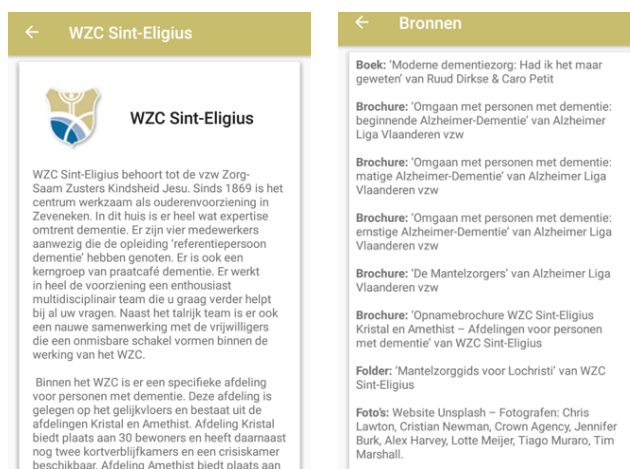 WZC Sint-Eligius
WZC Sint-Eligius
WZC Sint-Eligius behoort tot de vzw Zorg-
Saam Zusters Kindsheid Jesu. Sinds 1869 is het
centrum werkzaam als ouderenvoorziening in
Zeveneken. In dit huis is er heel wat expertise
omtrent dementie. Er zijn vier medewerkers
aanwezig die de opleiding ‘referentiepersoon
dementie’ hebben genoten. Er is ook een
kerngroep van praatcafé dementie. Er werkt
in heel de voorziening een enthousiast
multidisciplinair team die u graag verder helpt
bij al uw vragen. Naast het talrijk team is er ook
een nauwe samenwerking met de vrijwilligers
die een onmisbare schakel vormen binnen de
werking van het WZC.
Binnen het WZC is er een specifieke afdeling
voor personen met dementie. Deze afdeling is
gelegen op het gelijkvloers en bestaat uit de
afdelingen Kristal en Amethist. Afdeling Kristal
biedt plaats aan 30 bewoners en heeft daarnaast
nog twee kortverblijfkamers en een crisiskamer
beschikbaar. Afdeling Amethist biedt plaats aan
Bronnen
Boek: ‘Moderne dementiezorg: Had ik het maar
geweten’ van Ruud Dirkse & Caro Petit
Brochure: ‘Omgaan met personen met dementie:
beginnende Alzheimer-Dementie’ van Alzheimer
Liga Vlaanderen vzw
Brochure: ‘Omgaan met personen met dementie:
matige Alzheimer-Dementie’ van Alzheimer Liga
Vlaanderen vzw
Brochure: ‘Omgaan met personen met dementie:
ernstige Alzheimer-Dementie’ van Alzheimer Liga
Vlaanderen vzw
Brochure: ‘De Mantelzorgers’ van Alzheimer Liga
Vlaanderen vzw
Brochure: ‘Opnamebrochure WZC Sint-Eligius
Kristal en Amethist – Afdelingen voor personen
met dementie’ van WZC Sint-Eligius
Folder: ‘Mantelzorggids voor Lochristi’ van WZC
Sint-Eligius
Foto’s: Website Unsplash – Fotografen: Chris
Lawton, Cristian Newman, Crown Agency, Jennifer
Burk, Alex Harvey, Lotte Meijer, Tiago Muraro, Tim
Marshall.